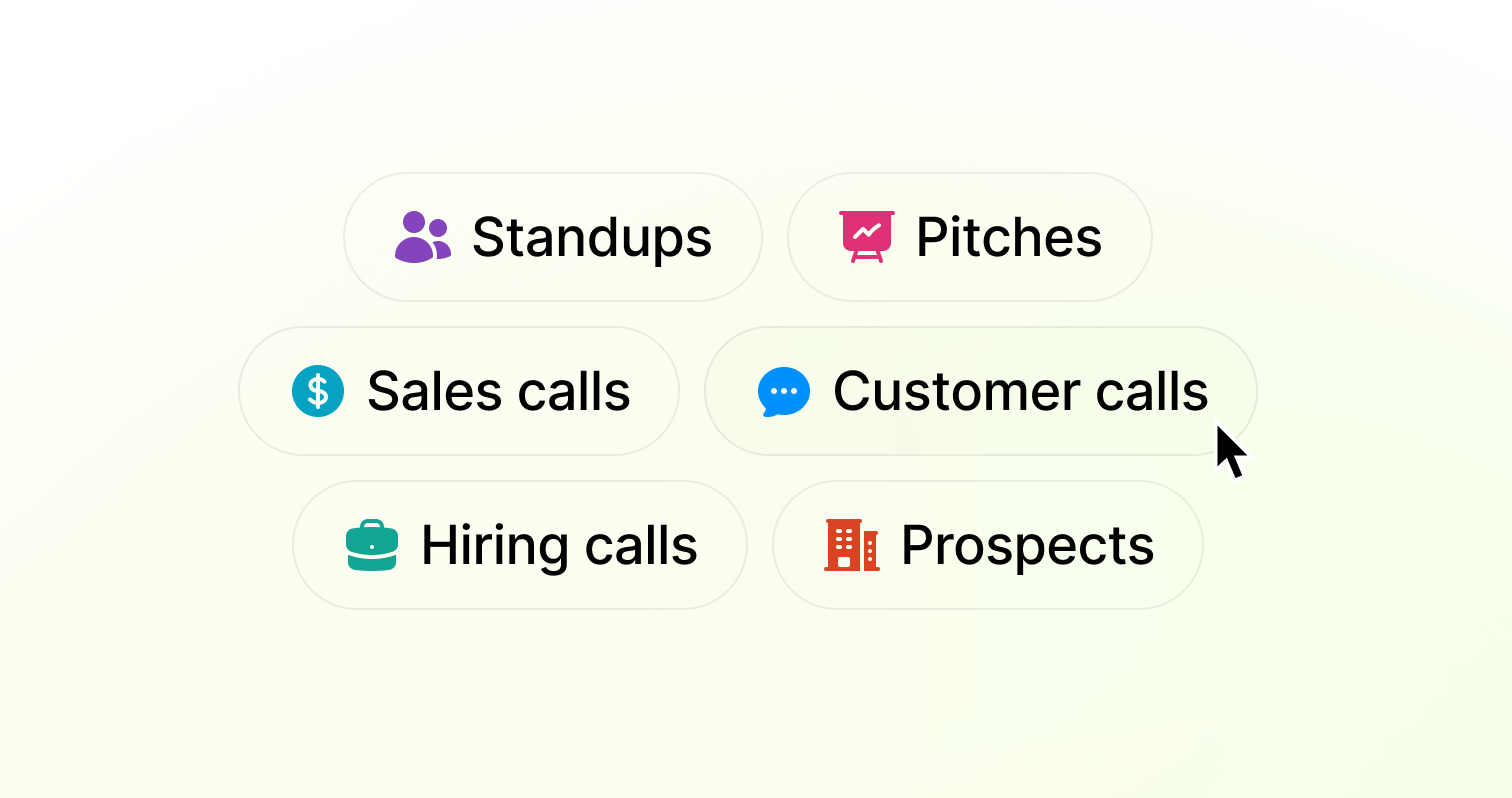 Standups
Pitches
Sales calls
Customer calls
Hiring calls
Prospects